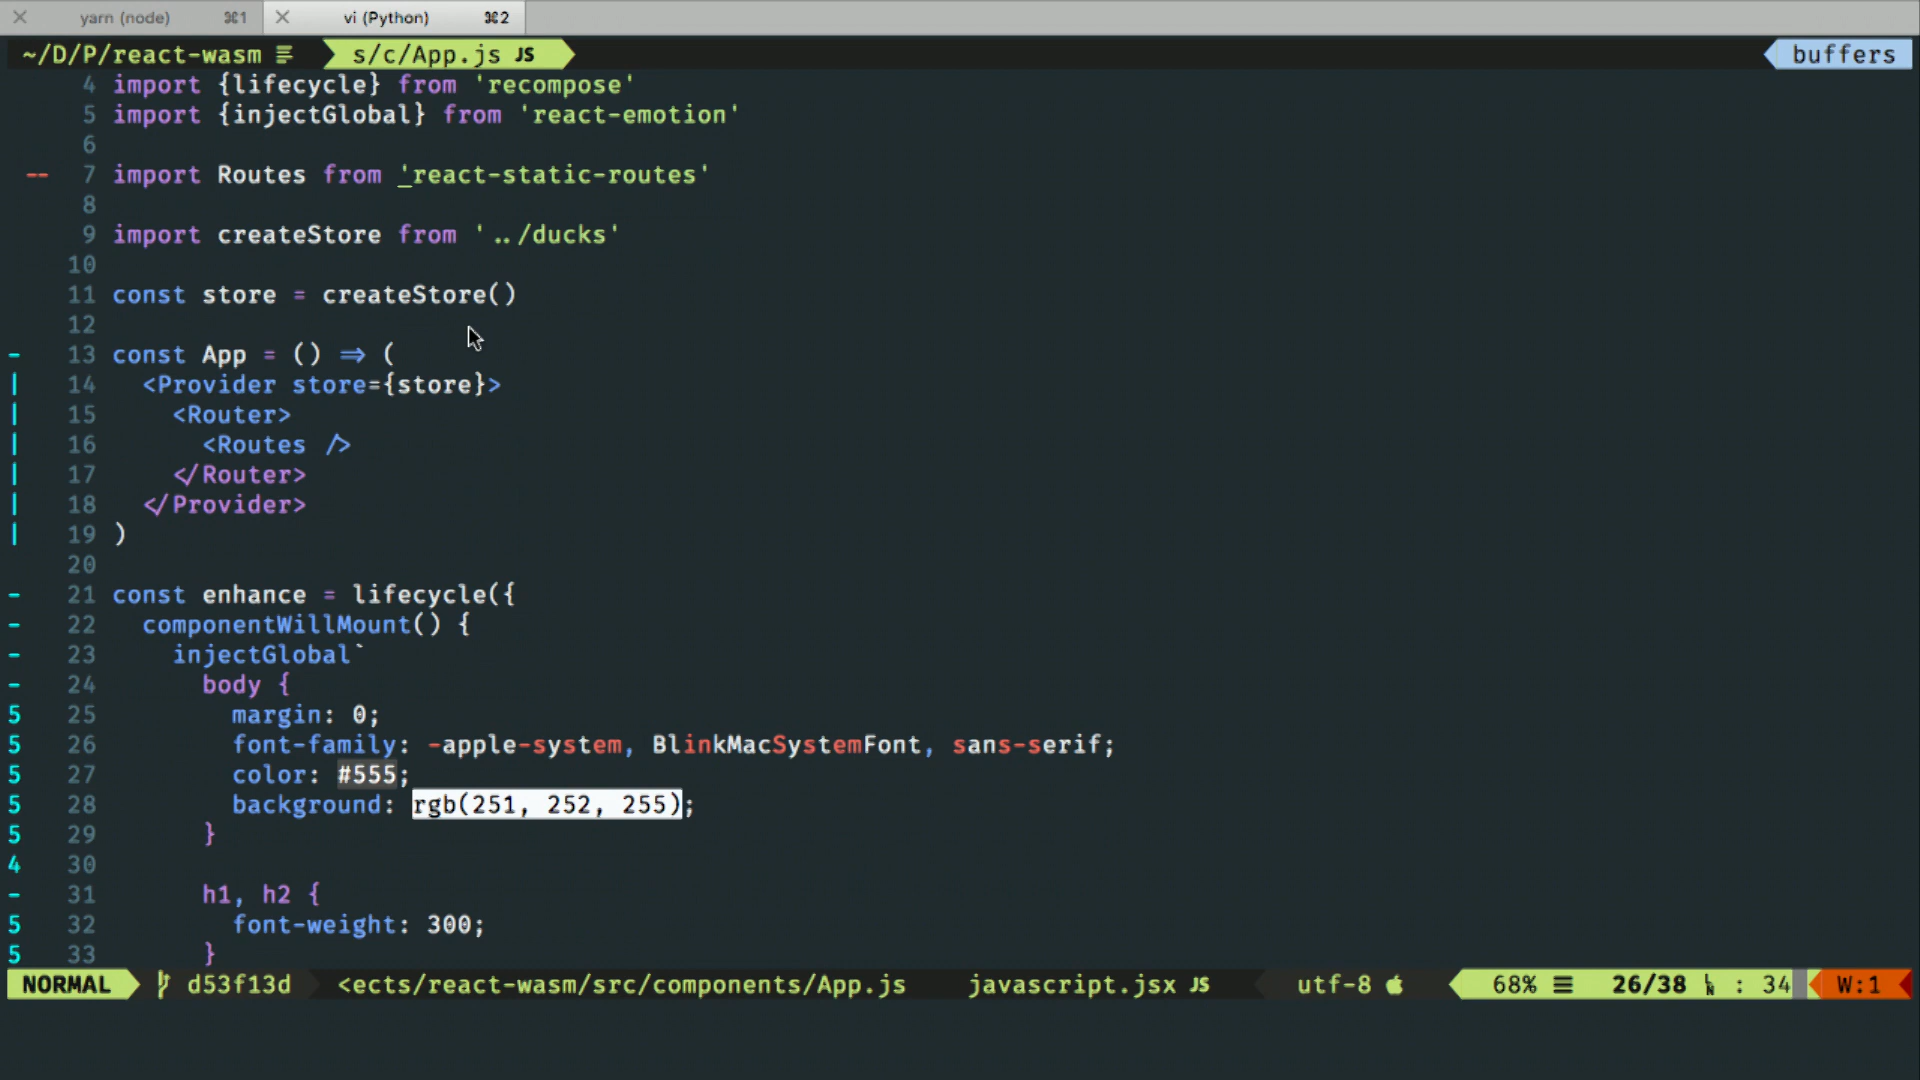 yarn (node) ⌘1 vi (Python) ⌘2
~/D/P/react-wasm s/c/App.js JS buffers
4 import {lifecycle} from 'recompose'
5 import {injectGlobal} from 'react-emotion'
6
-- 7 import Routes from _react-static-routes'
8
9 import createStore from '../ducks'
10
11 const store = createStore()
12
- 13 const App = () => (
| 14 <Provider store={store}>
| 15 <Router>
| 16 <Routes />
| 17 </Router>
| 18 </Provider>
| 19 )
20
- 21 const enhance = lifecycle({
- 22 componentWillMount() {
- 23 injectGlobal`
- 24 body {
5 25 margin: 0;
5 26 font-family: -apple-system, BlinkMacSystemFont, sans-serif;
5 27 color: #555;
5 28 background: rgb(251, 252, 255);
5 29 }
4 30
- 31 h1, h2 {
5 32 font-weight: 300;
5 33 }
NORMAL d53f13d <ects/react-wasm/src/components/App.js javascript.jsx JS utf-8 68% ☰ 26/38 : 34 W:1